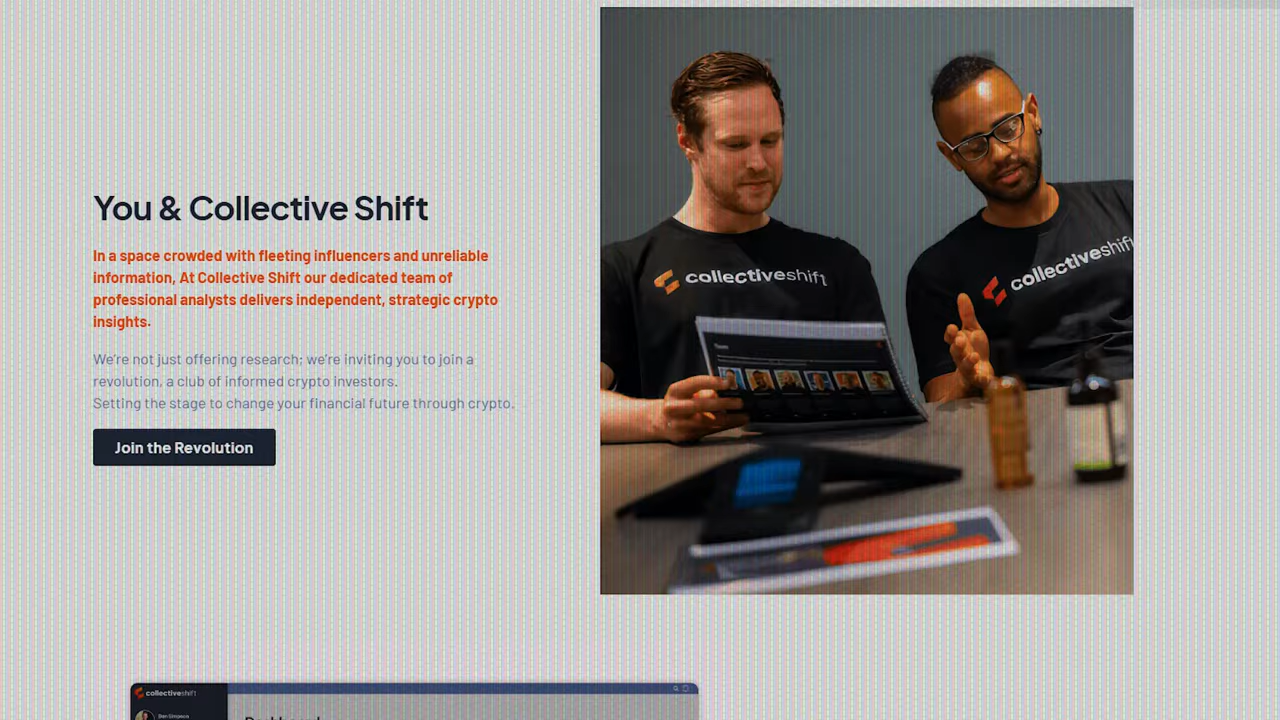 You & Collective Shift
In a space crowded with fleeting influencers and unreliable
information, At Collective Shift our dedicated team of
professional analysts delivers independent, strategic crypto
insights.
We're not just offering research; we're inviting you to join a
revolution, a club of informed crypto investors.
Setting the stage to change your financial future through crypto.
Join the Revolution
collectiveshift
collectiveshift
Team
collectiveshift